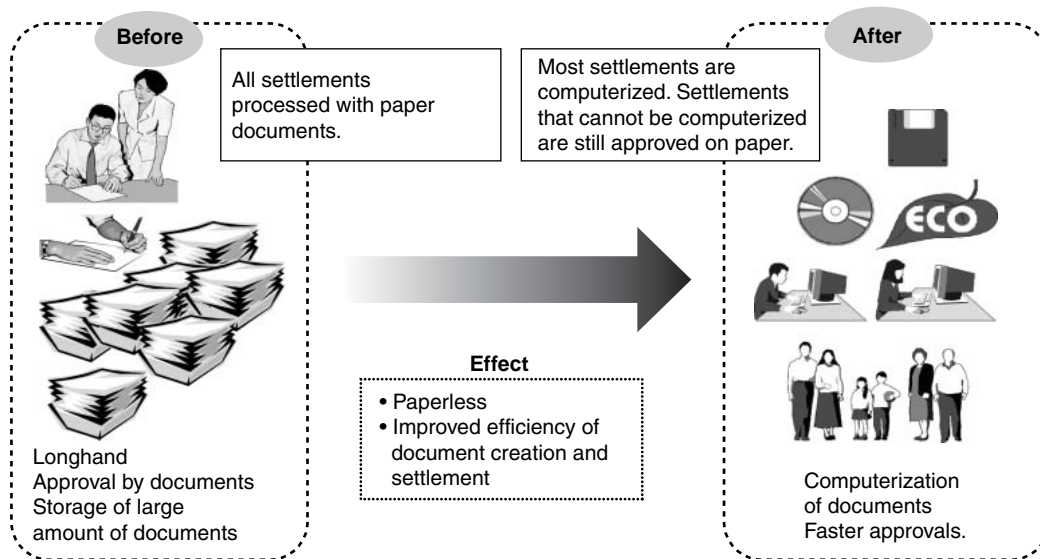 Before
All settlements
processed with paper
documents.
Longhand
Approval by documents
Storage of large
amount of documents
Effect
• Paperless
• Improved efficiency of
document creation and
settlement
After
Most settlements are
computerized. Settlements
that cannot be computerized
are still approved on paper.
ECO
Computerization
of documents
Faster approvals.